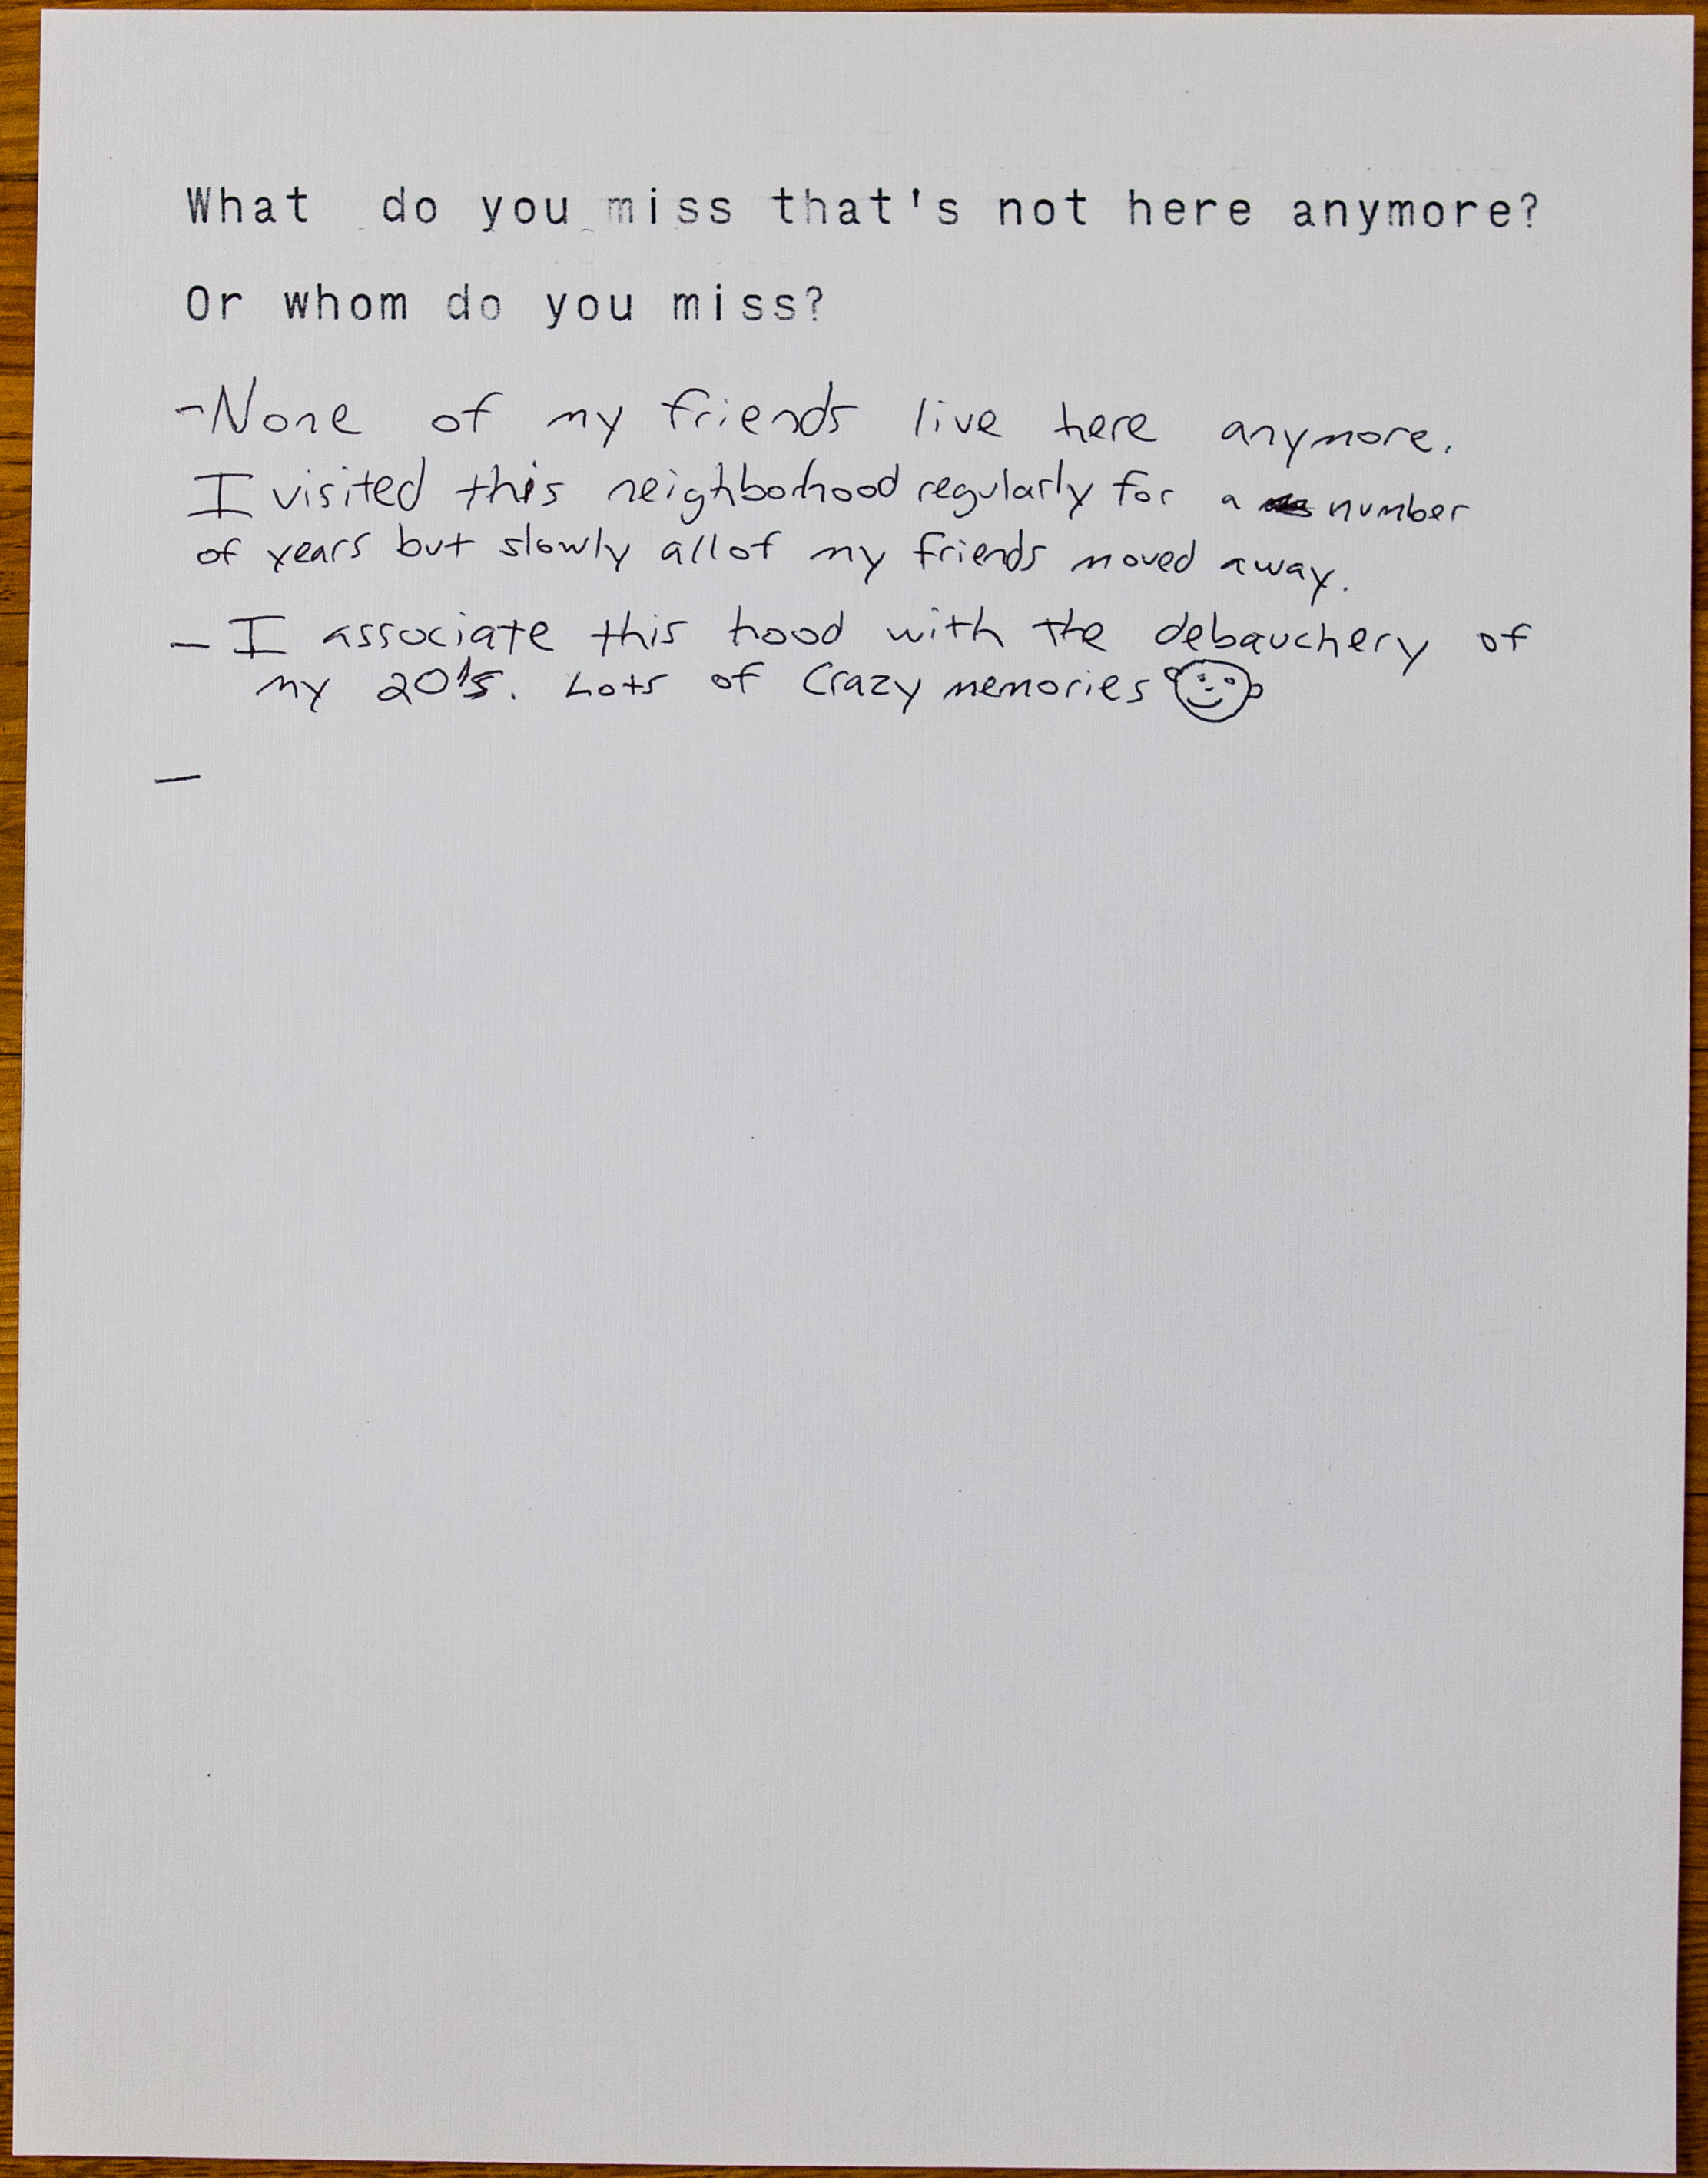 What do you miss that's not here anymore?
Or whom do you miss?
-None of my friends live here anymore.
I visited this neighborhood regularly for a number
of years but slowly all of my friends moved away.
- I associate this hood with the debauchery of
my 20's. Lots of Crazy memories
-